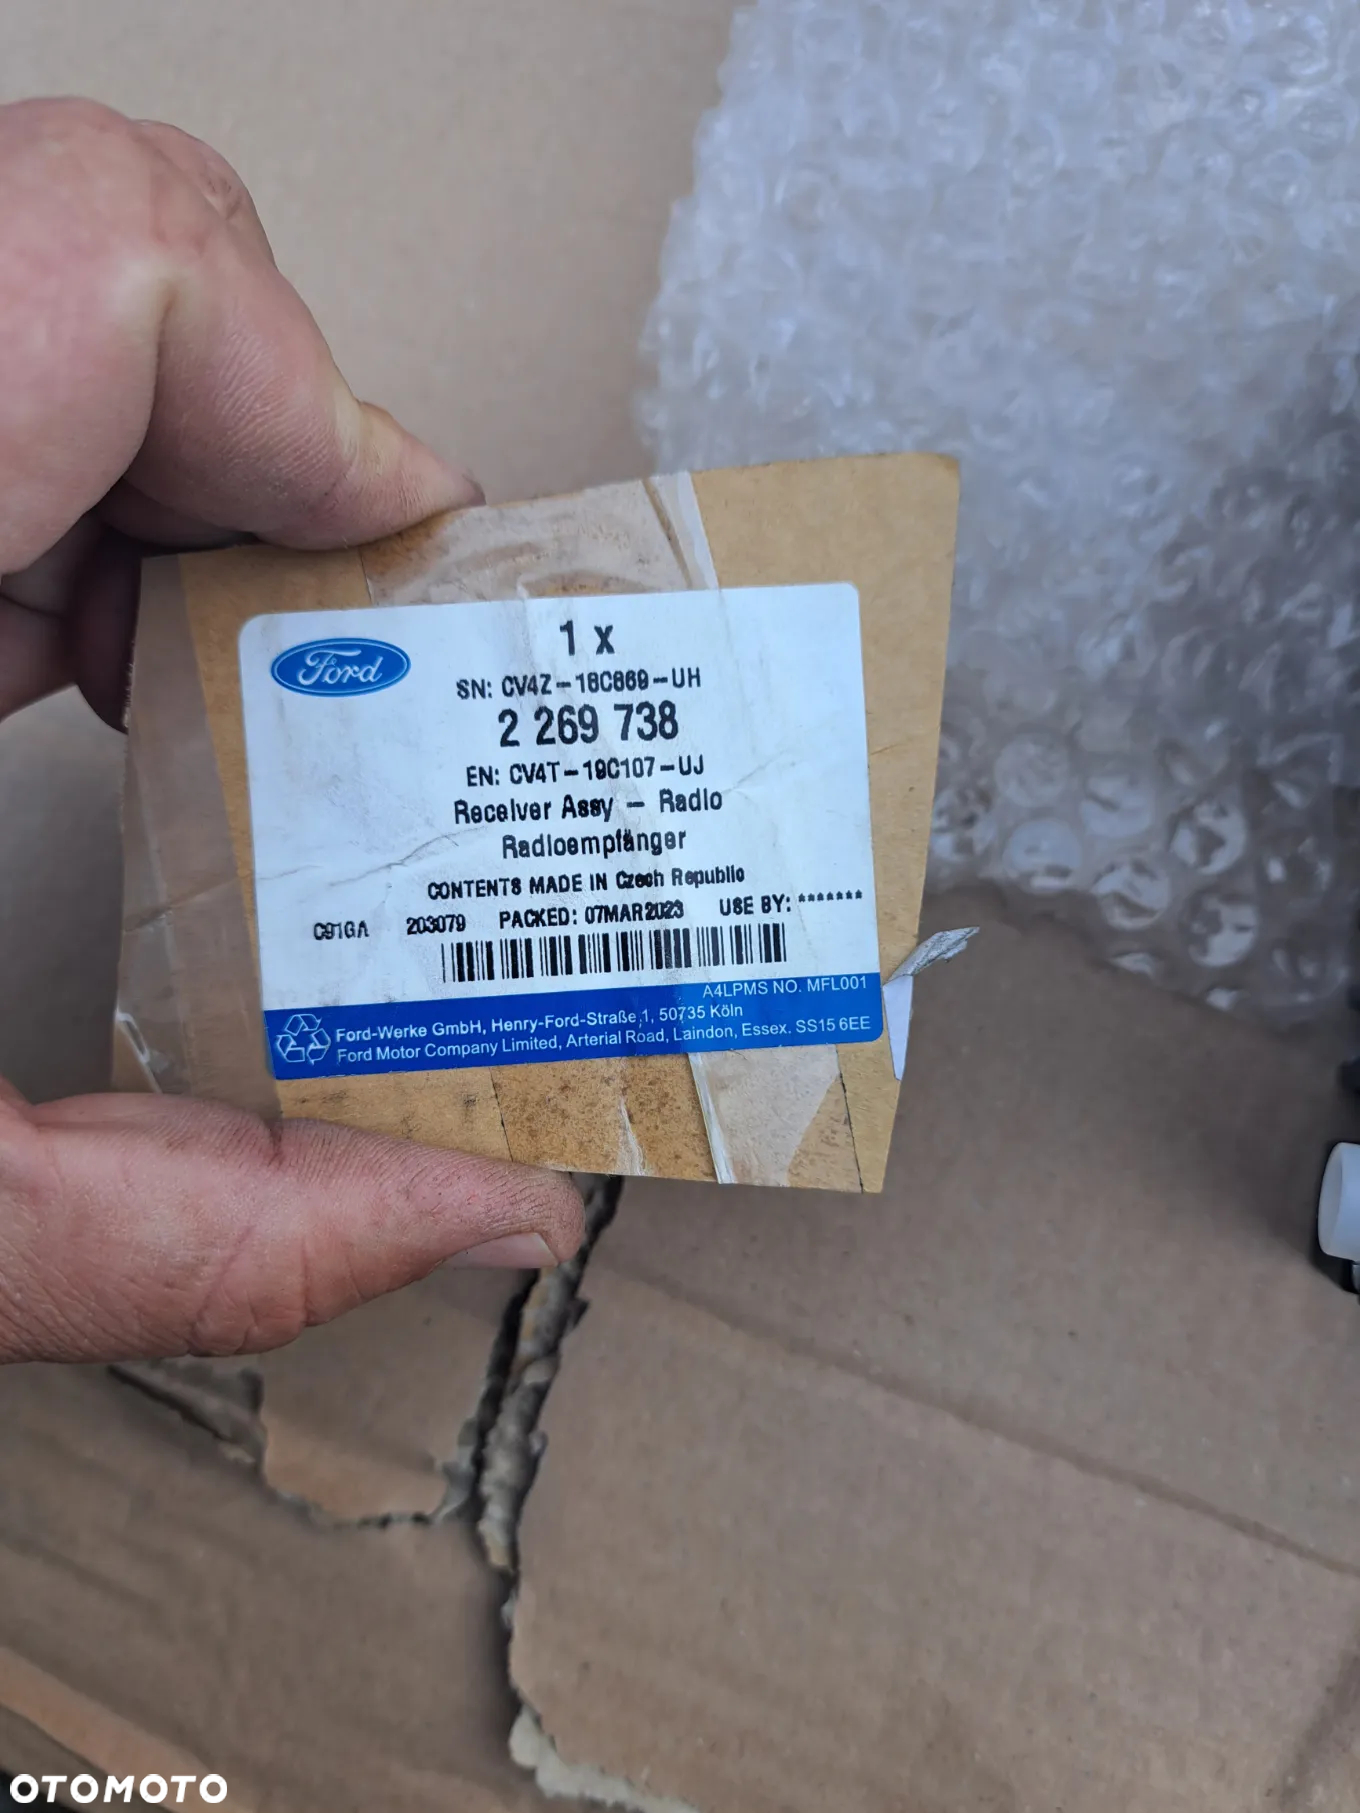 Ford
1 x
SN: CV4Z-18C869-UH
2 269 738
EN: CV4T-19C107-UJ
Receiver Assy - Radio
Radioempfänger
CONTENTS MADE IN Czech Republic
C91GA 203079 PACKED: 07MAR2023 USE BY: *******
A4LPMS NO. MFL001
Ford-Werke GmbH, Henry-Ford-Straße 1, 50735 Köln
Ford Motor Company Limited, Arterial Road, Laindon, Essex. SS15 6EE
OTOMOTO